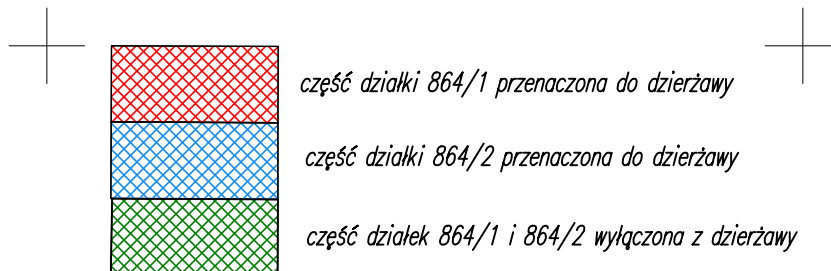 część działki 864/1 przenaczona do dzierżawy
część działki 864/2 przenaczona do dzierżawy
część działek 864/1 i 864/2 wyłączona z dzierżawy